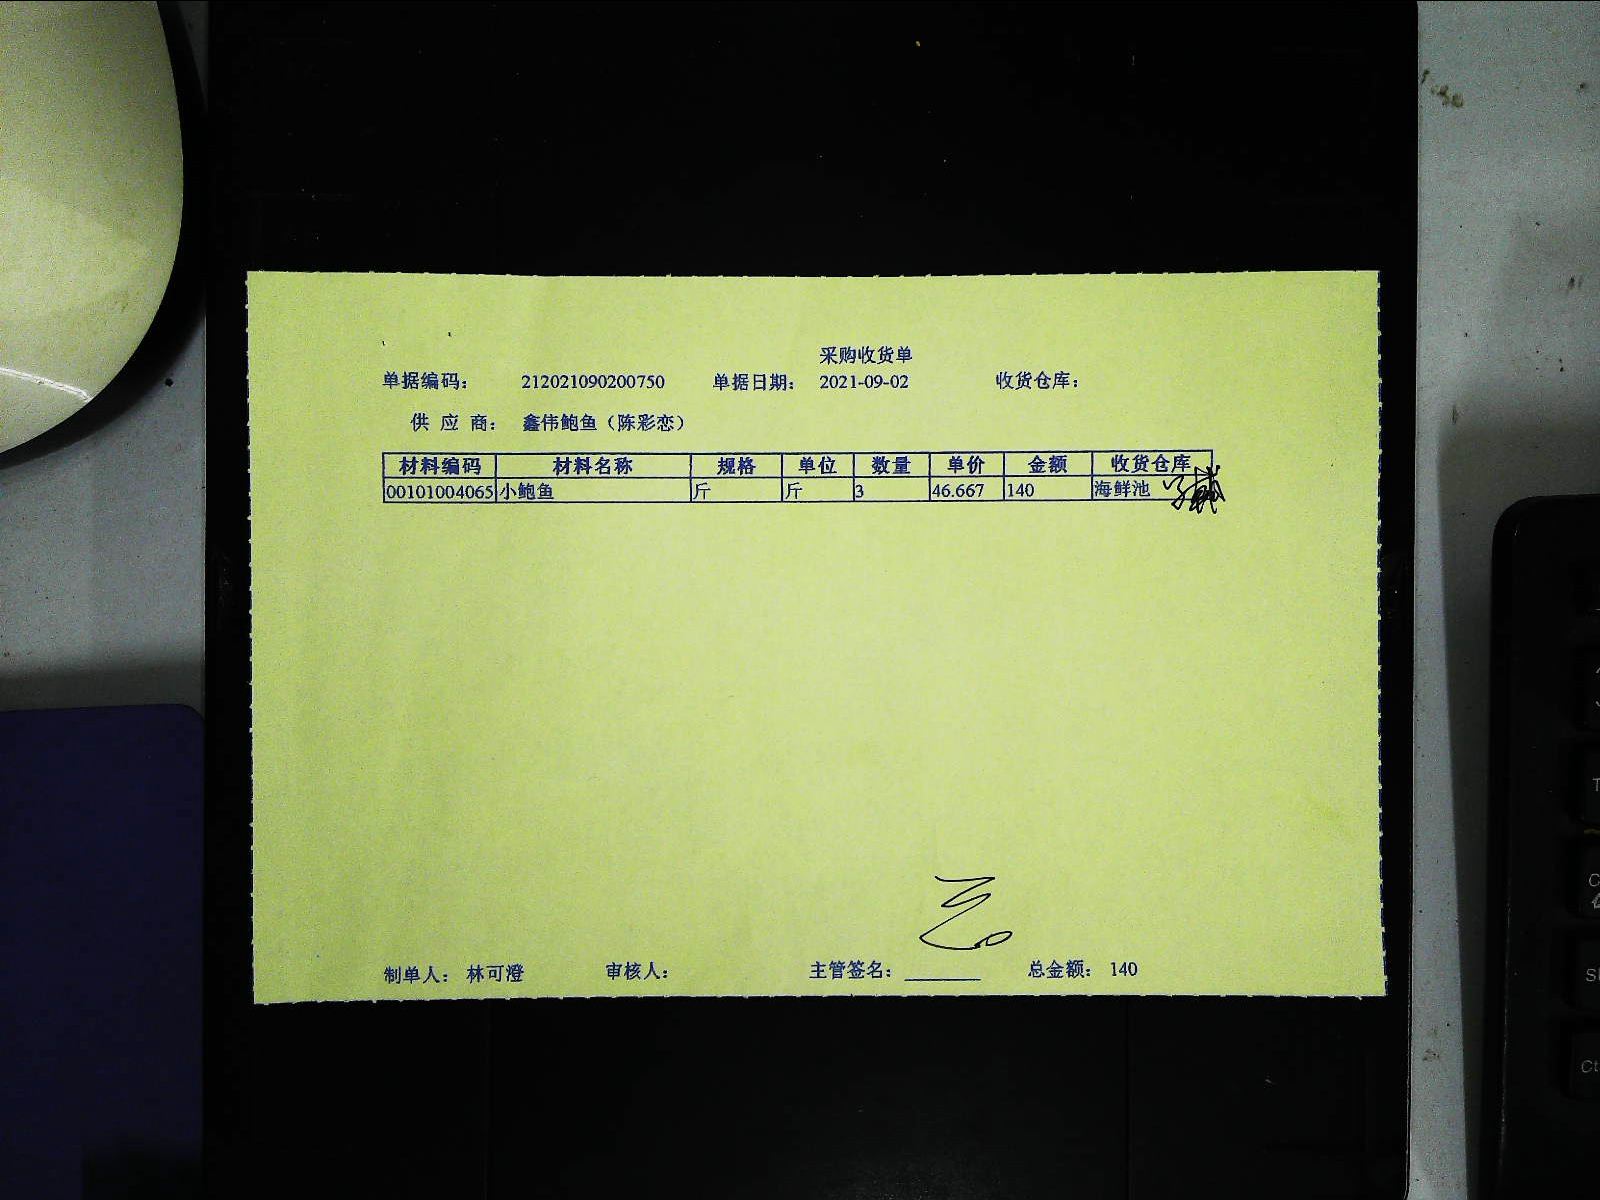 采购收货单
单据编码： 212021090200750 单据日期： 2021-09-02 收货仓库：
供 应 商： 鑫伟鲍鱼（陈彩恋）
材料编码 材料名称 规格 单位 数量 单价 金额 收货仓库
00101004065 小鲍鱼 斤 斤 3 46.667 140 海鲜池
制单人： 林可澄 审核人： 主管签名： 总金额： 140